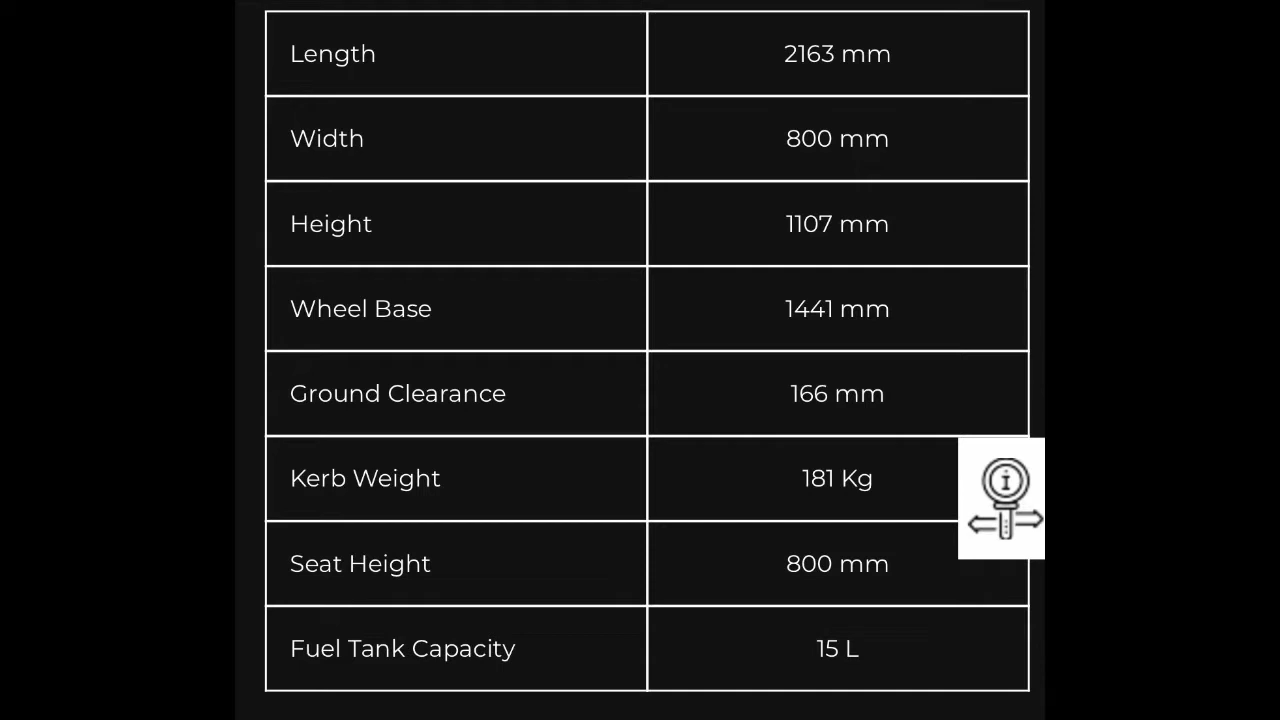 Length 2163 mm
Width 800 mm
Height 1107 mm
Wheel Base 1441 mm
Ground Clearance 166 mm
Kerb Weight 181 Kg
Seat Height 800 mm
Fuel Tank Capacity 15 L